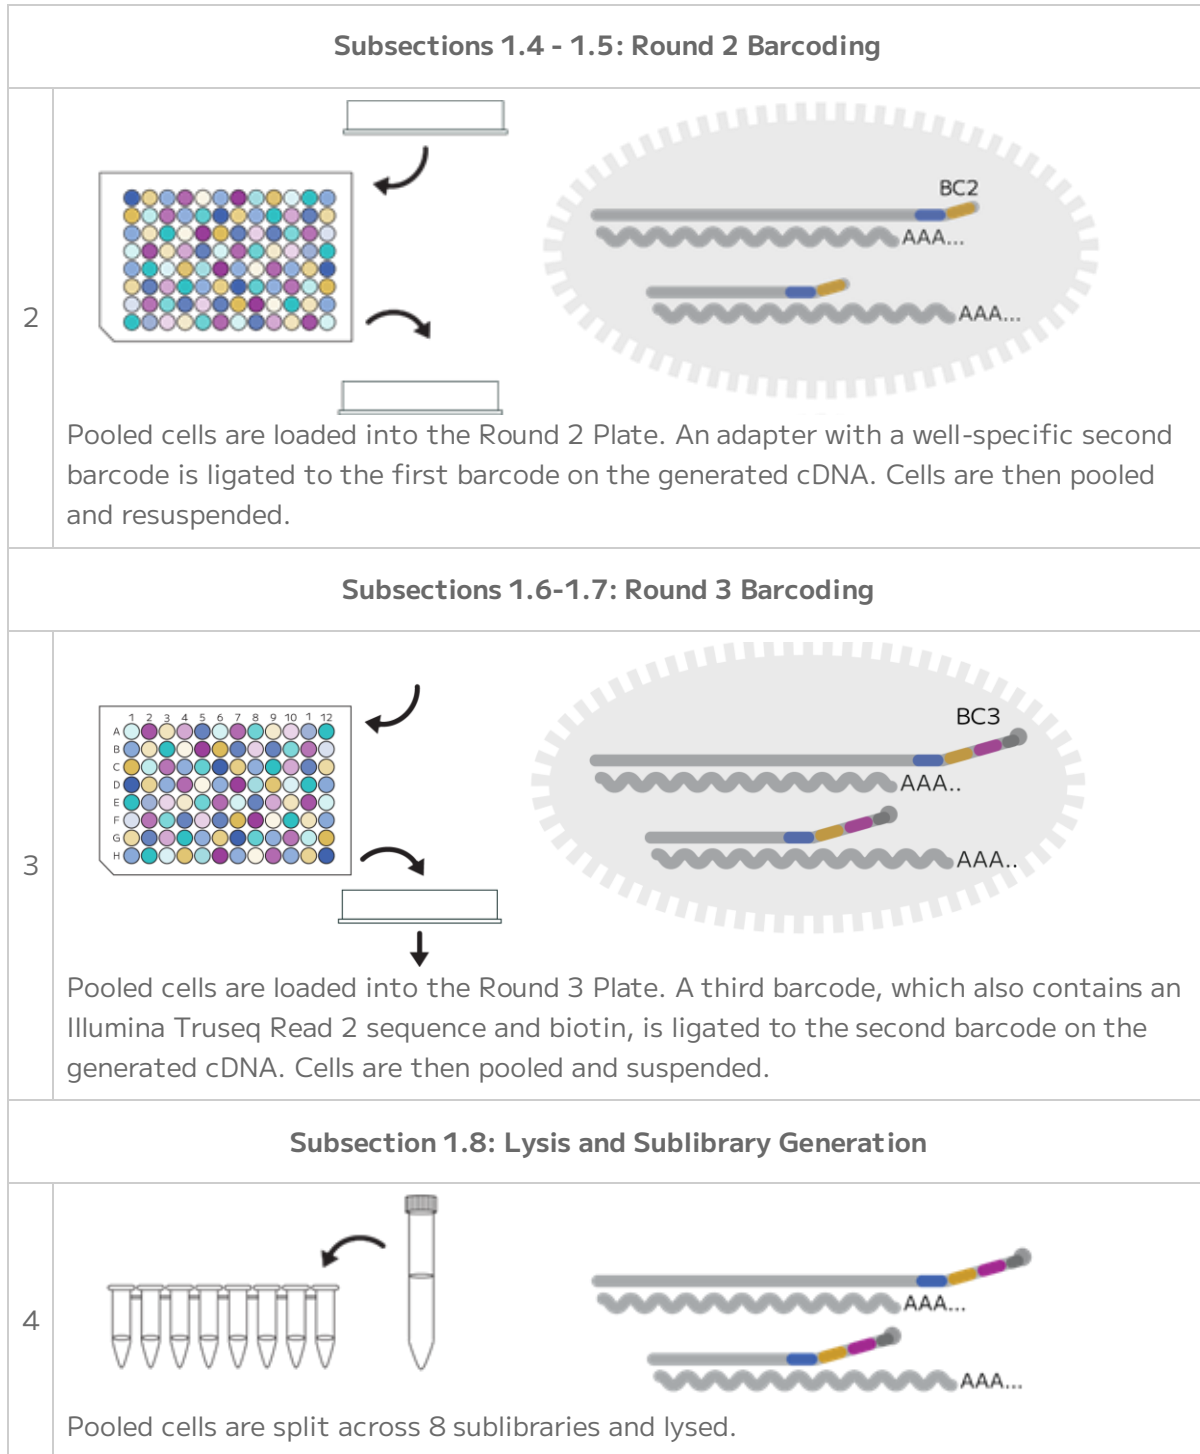 Subsections 1.4 - 1.5: Round 2 Barcoding
2
BC2
AAA...
AAA...
Pooled cells are loaded into the Round 2 Plate. An adapter with a well-specific second
barcode is ligated to the first barcode on the generated cDNA. Cells are then pooled
and resuspended.
Subsections 1.6-1.7: Round 3 Barcoding
3
1 2 3 4 5 6 7 8 9 10 1 12
A
B
C
D
E
F
G
H
BC3
AAA..
AAA..
Pooled cells are loaded into the Round 3 Plate. A third barcode, which also contains an
Illumina Truseq Read 2 sequence and biotin, is ligated to the second barcode on the
generated cDNA. Cells are then pooled and suspended.
Subsection 1.8: Lysis and Sublibrary Generation
4
AAA...
AAA...
Pooled cells are split across 8 sublibraries and lysed.